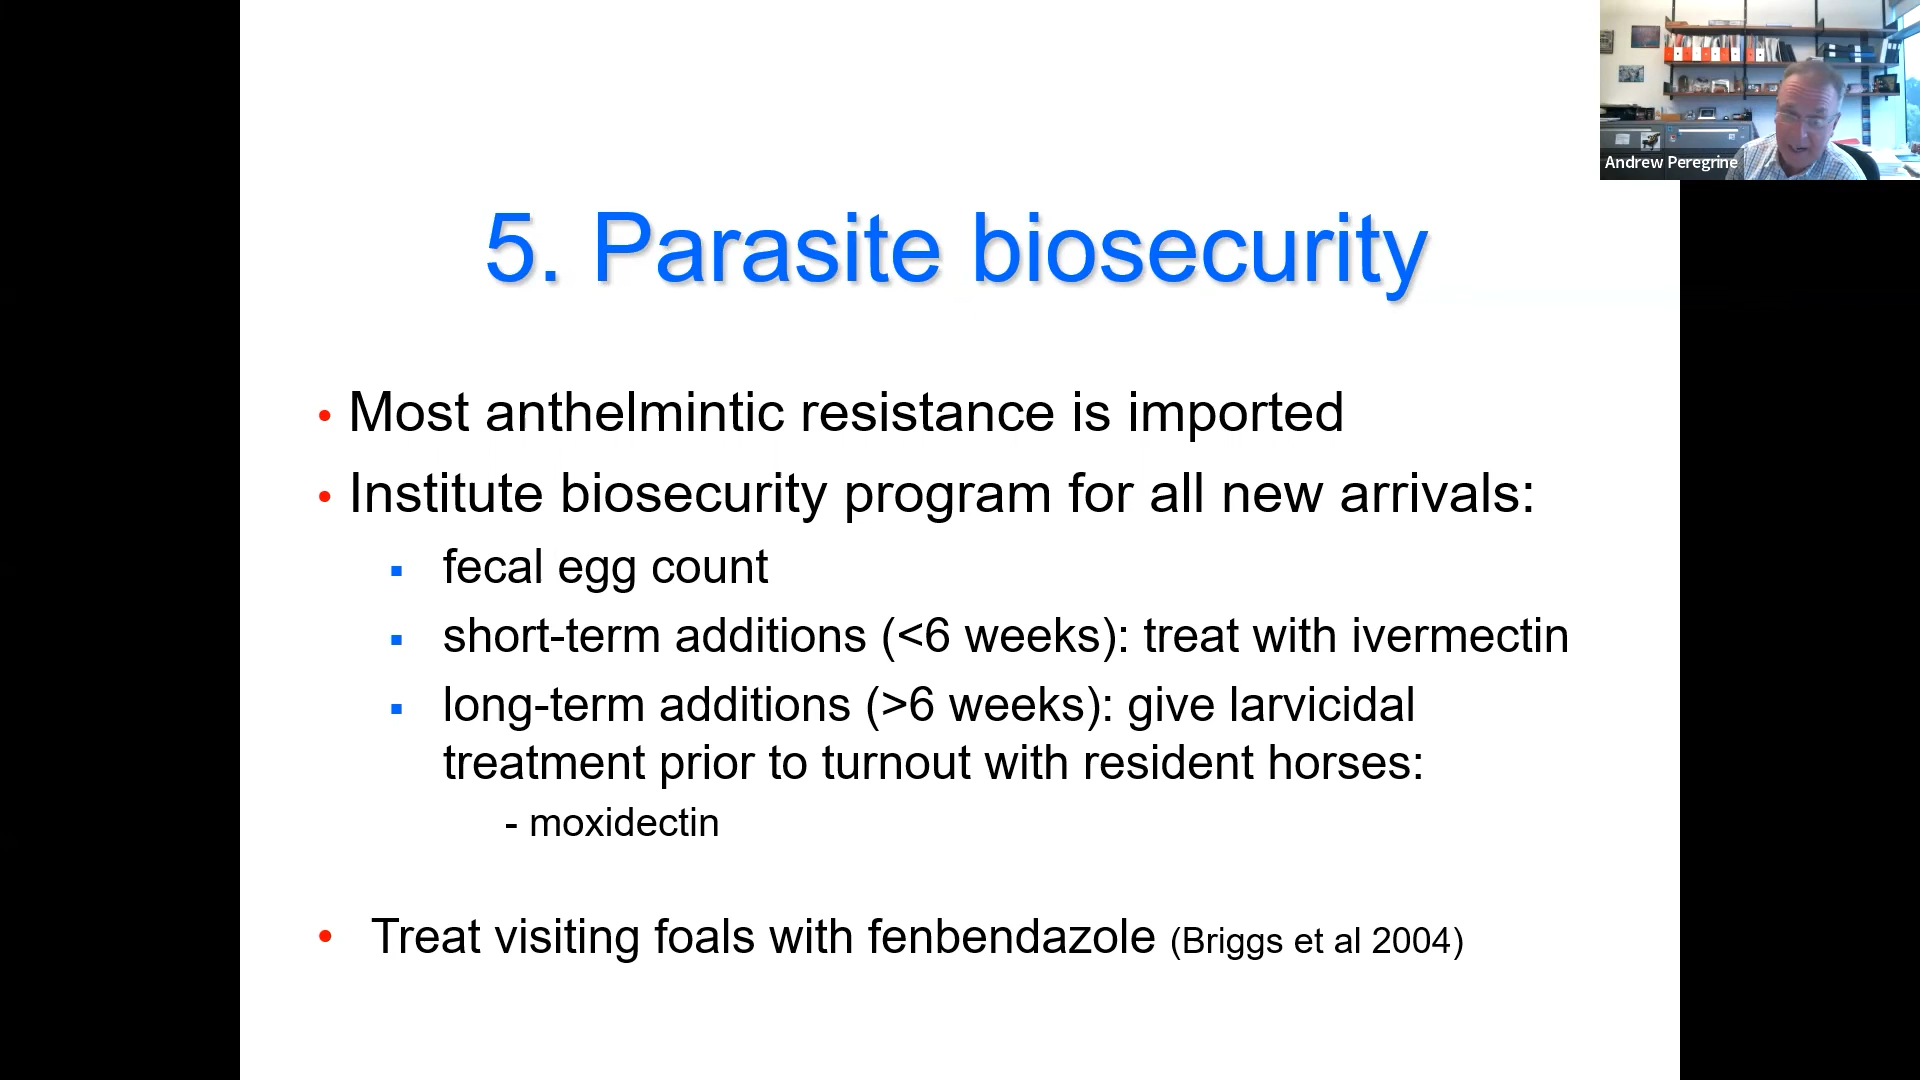 Andrew Peregrine
5. Parasite biosecurity
• Most anthelmintic resistance is imported
• Institute biosecurity program for all new arrivals:
▪ fecal egg count
▪ short-term additions (<6 weeks): treat with ivermectin
▪ long-term additions (>6 weeks): give larvicidal
treatment prior to turnout with resident horses:
- moxidectin
• Treat visiting foals with fenbendazole (Briggs et al 2004)